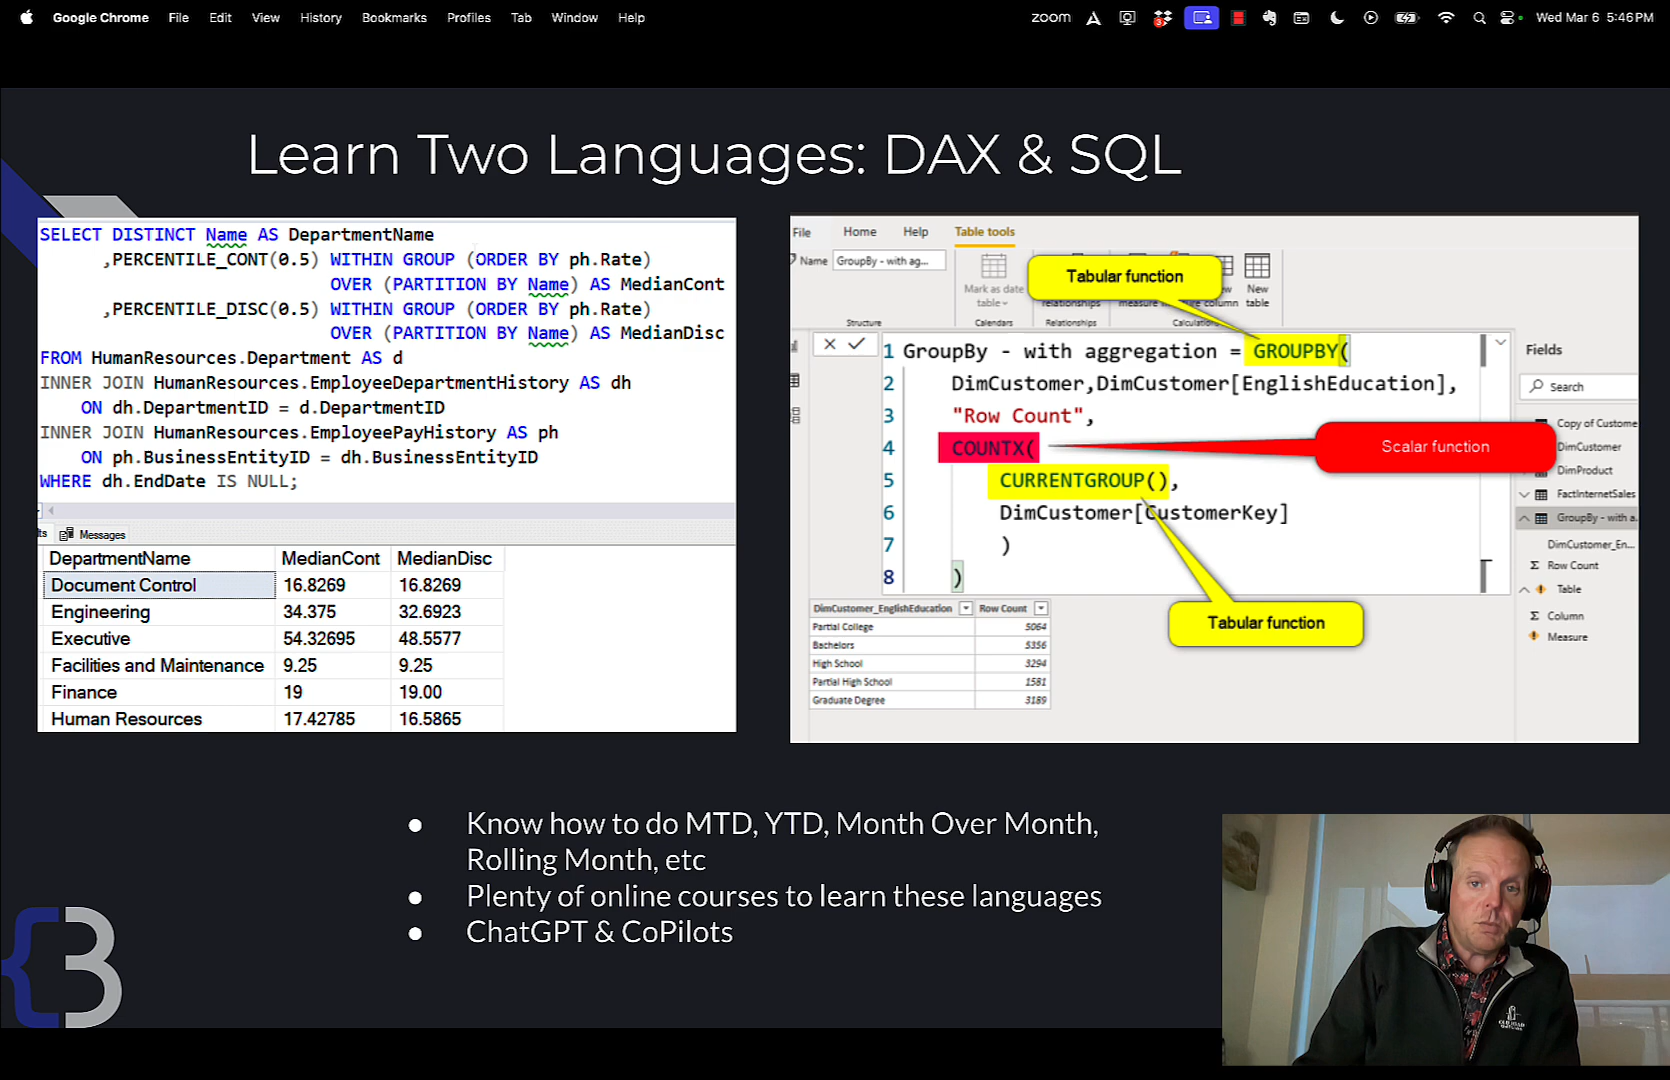 Google Chrome File Edit View History Bookmarks Profiles Tab Window Help
zoom 3 Wed Mar 6 5:46 PM
Learn Two Languages: DAX & SQL
SELECT DISTINCT Name AS DepartmentName
,PERCENTILE_CONT(0.5) WITHIN GROUP (ORDER BY ph.Rate)
OVER (PARTITION BY Name) AS MedianCont
,PERCENTILE_DISC(0.5) WITHIN GROUP (ORDER BY ph.Rate)
OVER (PARTITION BY Name) AS MedianDisc
FROM HumanResources.Department AS d
INNER JOIN HumanResources.EmployeeDepartmentHistory AS dh
ON dh.DepartmentID = d.DepartmentID
INNER JOIN HumanResources.EmployeePayHistory AS ph
ON ph.BusinessEntityID = dh.BusinessEntityID
WHERE dh.EndDate IS NULL;
lts Messages
DepartmentName MedianCont MedianDisc
Document Control 16.8269 16.8269
Engineering 34.375 32.6923
Executive 54.32695 48.5577
Facilities and Maintenance 9.25 9.25
Finance 19 19.00
Human Resources 17.42785 16.5865
File Home Help Table tools
Name GroupBy - with ag...
Mark as date
table
relationships
measure
column
New
table
Structure Calendars Relationships
Tabular function
1 GroupBy - with aggregation = GROUPBY(
2 DimCustomer,DimCustomer[EnglishEducation],
3 "Row Count",
4 COUNTX(
5 CURRENTGROUP(),
6 DimCustomer[CustomerKey]
7 )
8 )
Scalar function
Tabular function
DimCustomer_EnglishEducation Row Count
Partial College 5064
Bachelors 5356
High School 3294
Partial High School 1581
Graduate Degree 3189
Fields
Search
Copy of Custome
DimCustomer
DimProduct
FactInternetSales
GroupBy - with a.
DimCustomer_En...
Σ Row Count
Table
Σ Column
Measure
● Know how to do MTD, YTD, Month Over Month,
Rolling Month, etc
● Plenty of online courses to learn these languages
● ChatGPT & CoPilots